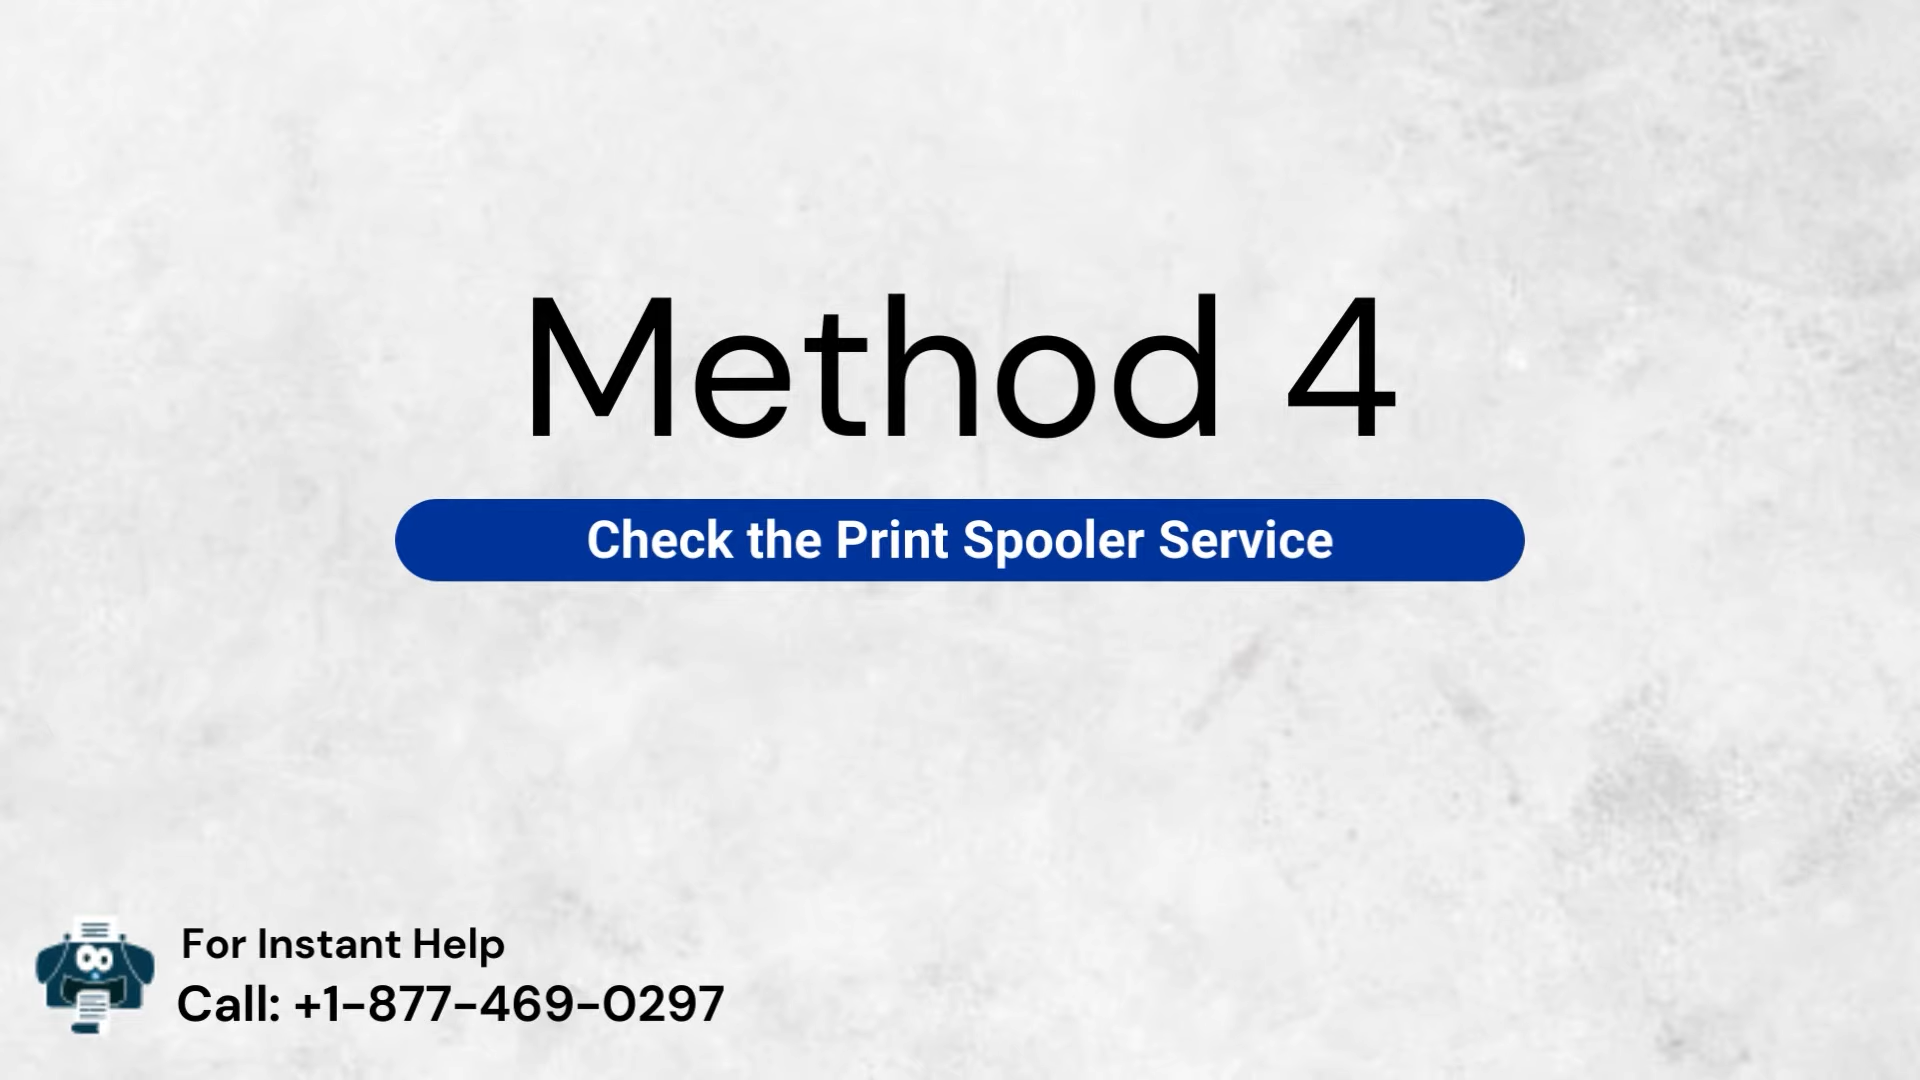 Method 4
Check the Print Spooler Service
For Instant Help
Call: +1-877-469-0297